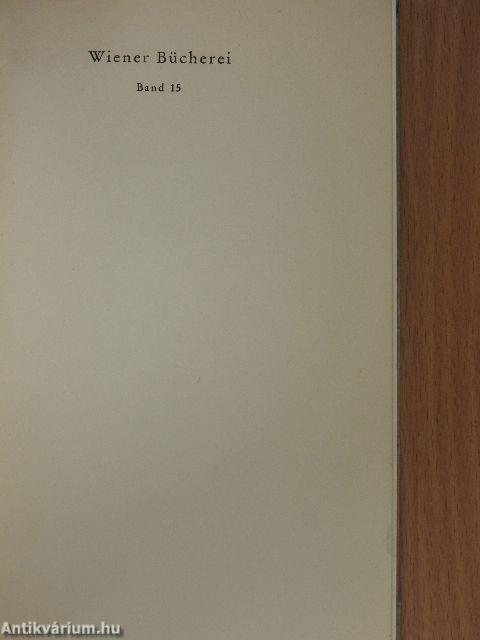 Wiener Bücherei
Band 15
Antikvárium.hu